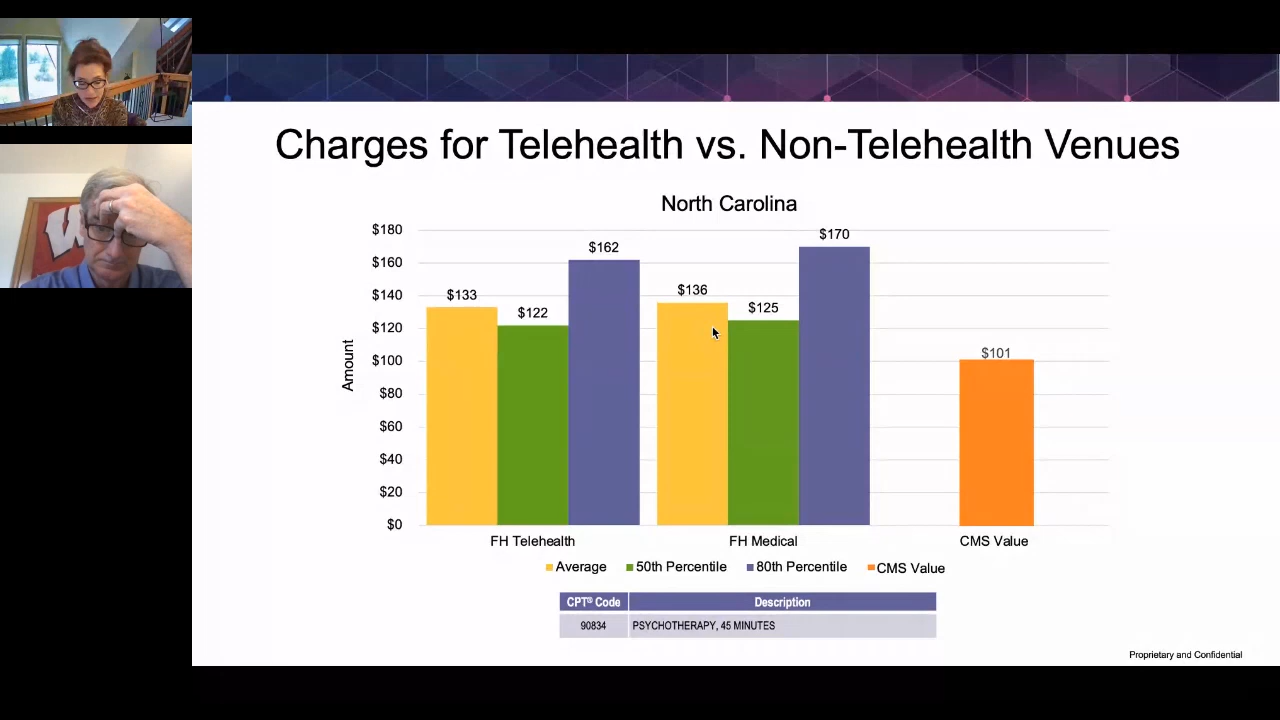 W
Charges for Telehealth vs. Non-Telehealth Venues
North Carolina
$180
$160
$140
$120
$100
$80
$60
$40
$20
$0
Amount
$133
$122
$162
$136
$125
$170
$101
FH Telehealth
FH Medical
CMS Value
Average
50th Percentile
80th Percentile
CMS Value
CPT® Code
Description
90834
PSYCHOTHERAPY, 45 MINUTES
Proprietary and Confidential